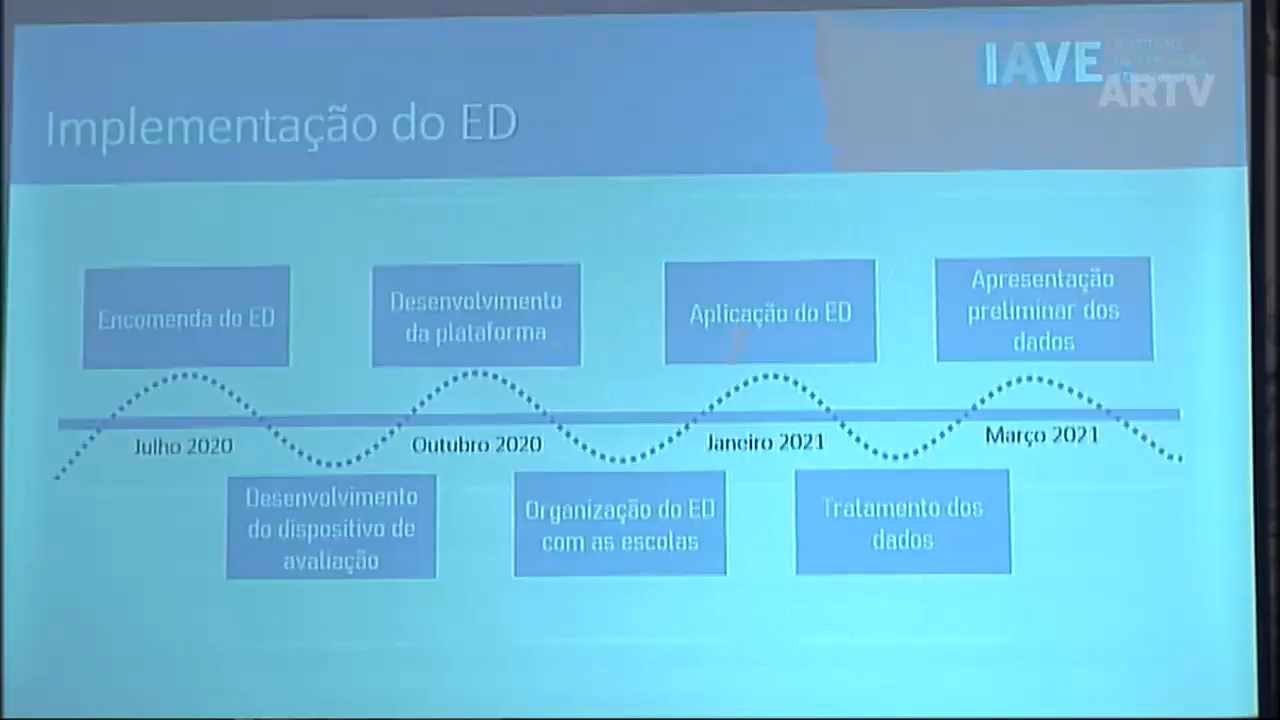 IAVE
ARTV
Implementação do ED
Encomenda do ED
Desenvolvimento
da plataforma
Aplicação do ED
Apresentação
preliminar dos
dados
Julho 2020
Outubro 2020
Janeiro 2021
Março 2021
Desenvolvimento
do dispositivo de
avaliação
Organização do ED
com as escolas
Tratamento dos
dados